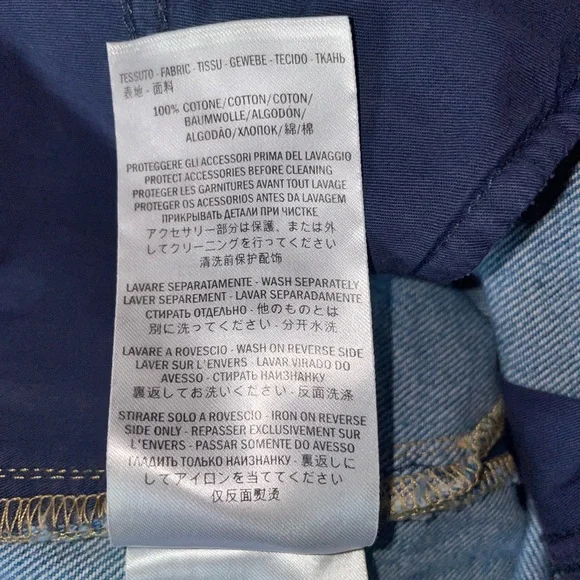 TESSUTO - FABRIC - TISSU - GEWEBE - TECIDO - ТКАНЬ
表地 - 面料
100% COTONE/COTTON/COTON/
BAUMWOLLE/ALGODÓN/
ALGODÃO/ХЛОПОК/綿/棉
PROTEGGERE GLI ACCESSORI PRIMA DEL LAVAGGIO
PROTECT ACCESSORIES BEFORE CLEANING
PROTEGER LES GARNITURES AVANT TOUT LAVAGE
PROTEGER OS ACESORIOS ANTES DA LAVAGEM
ПРИКРЫВАТЬ ДЕТАЛИ ПРИ ЧИСТКЕ
アクセサリー部分は保護、または外
してクリーニングを行ってください
清洗前保护配饰
LAVARE SEPARATAMENTE - WASH SEPARATELY
LAVER SEPAREMENT - LAVAR SEPARADAMENTE
СТИРАТЬ ОТДЕЛЬНО - 他のものとは
別に洗ってください - 分开水洗
LAVARE A ROVESCIO - WASH ON REVERSE SIDE
LAVER SUR L'ENVERS - LAVAR VIRADO DO
AVESSO - СТИРАТЬ НАИЗНАНКУ
裏返してお洗いください - 反面洗涤
STIRARE SOLO A ROVESCIO - IRON ON REVERSE
SIDE ONLY - REPASSER EXCLUSIVEMENT SUR
L'ENVERS - PASSAR SOMENTE DO AVESSO
ГЛАДИТЬ ТОЛЬКО НАИЗНАНКУ - 裏返しに
してアイロンを当ててください
仅反面熨烫